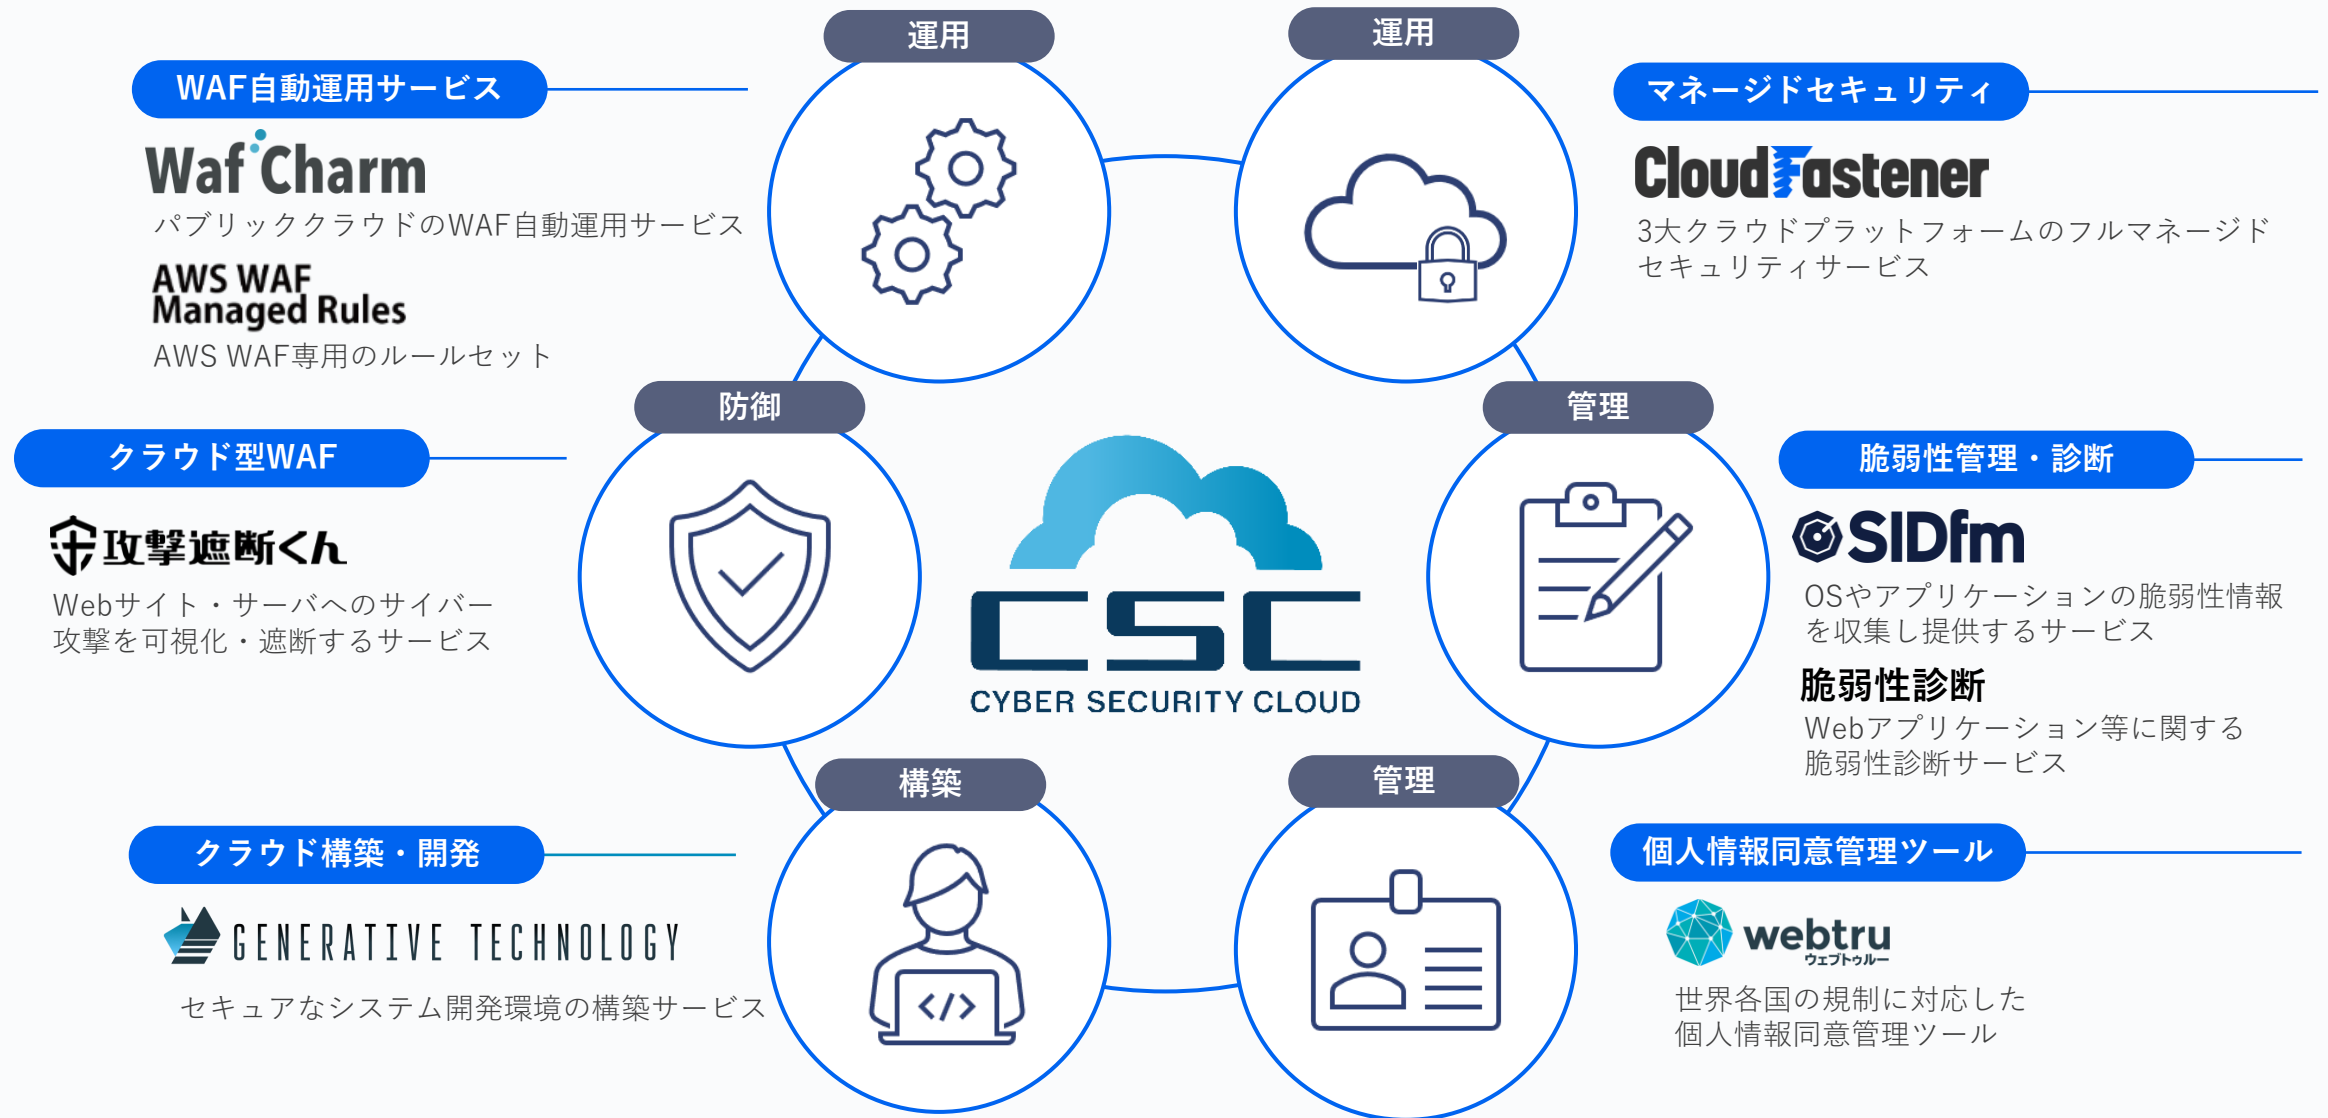 運用
WAF自動運用サービス
WafCharm
パブリッククラウドのWAF自動運用サービス
AWS WAF
Managed Rules
AWS WAF専用のルールセット
運用
マネージドセキュリティ
CloudFastener
3大クラウドプラットフォームのフルマネージド
セキュリティサービス
防御
クラウド型WAF
攻撃遮断くん
Webサイト・サーバへのサイバー
攻撃を可視化・遮断するサービス
CSC
CYBER SECURITY CLOUD
管理
脆弱性管理・診断
SIDfm
OSやアプリケーションの脆弱性情報
を収集し提供するサービス
脆弱性診断
Webアプリケーション等に関する
脆弱性診断サービス
構築
クラウド構築・開発
GENERATIVE TECHNOLOGY
セキュアなシステム開発環境の構築サービス
</>
管理
個人情報同意管理ツール
webtru
ウェブトゥルー
世界各国の規制に対応した
個人情報同意管理ツール